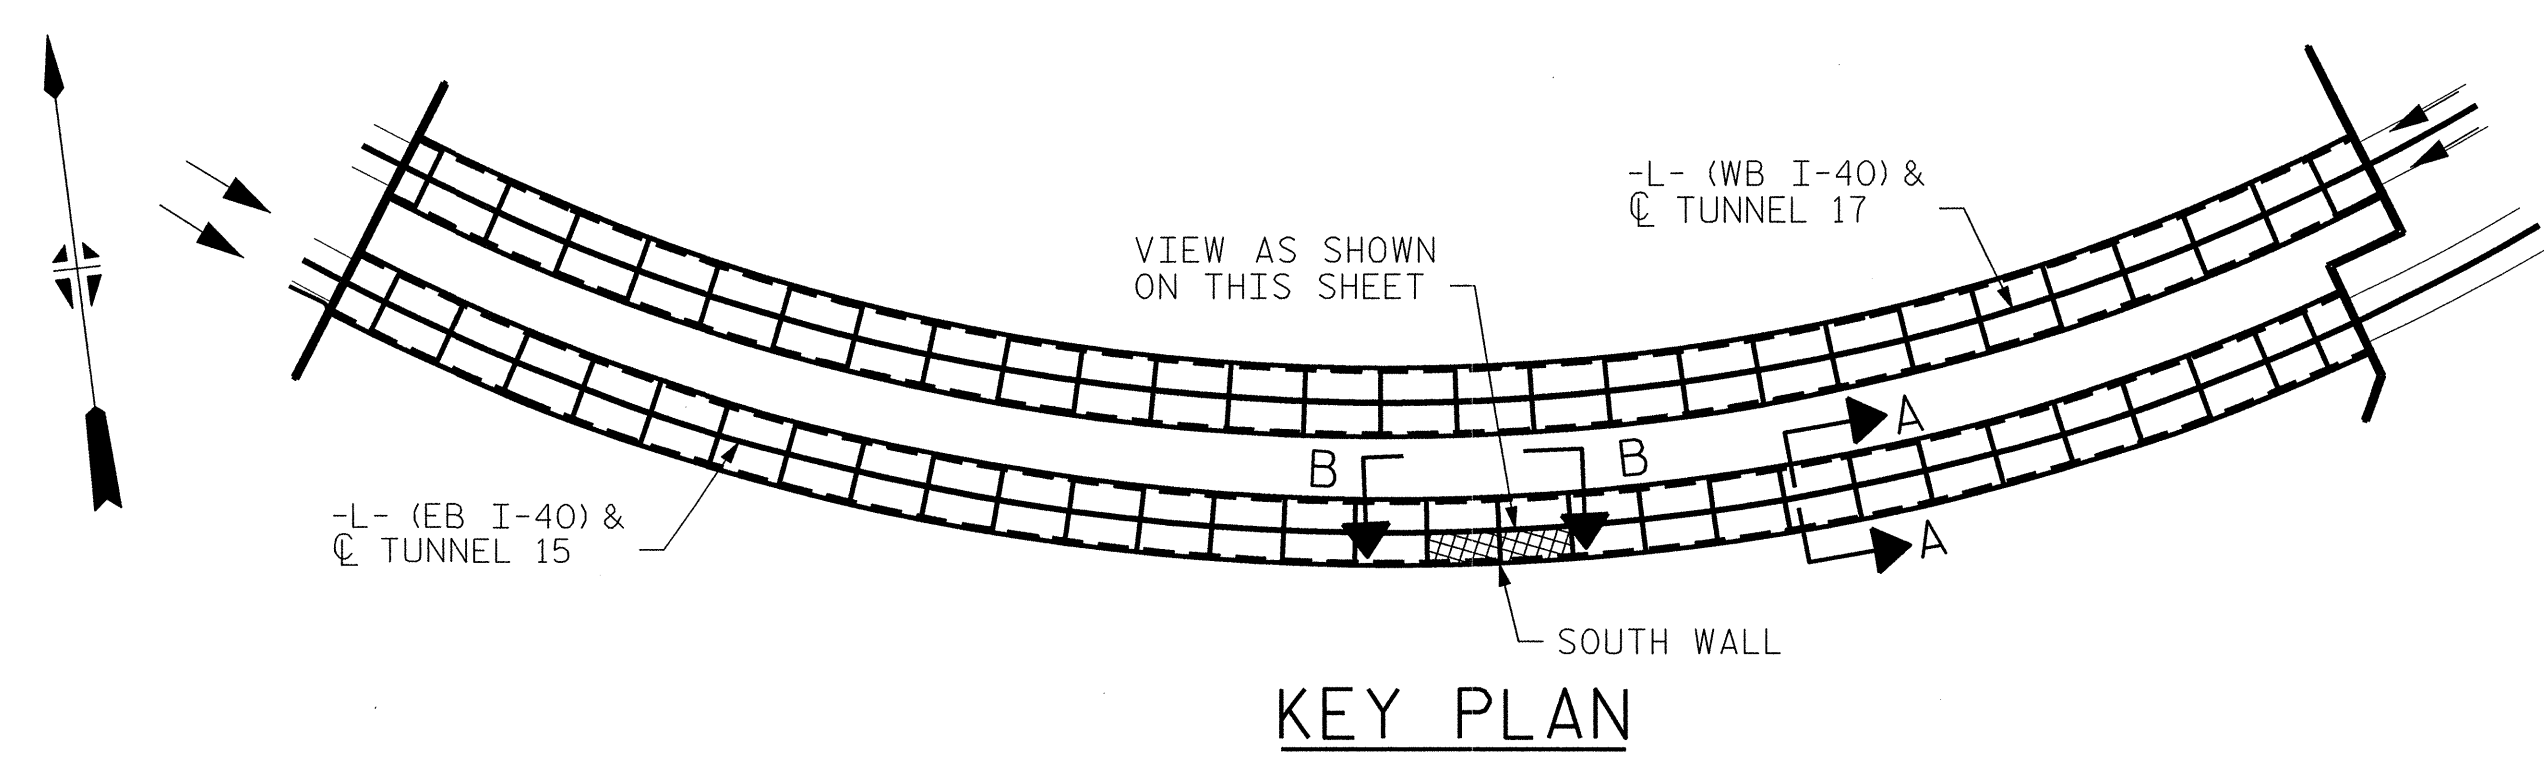 -L- (WB I-40) &
℄ TUNNEL 17
VIEW AS SHOWN
ON THIS SHEET
A
B
B
-L- (EB I-40) &
℄ TUNNEL 15
A
SOUTH WALL
KEY PLAN